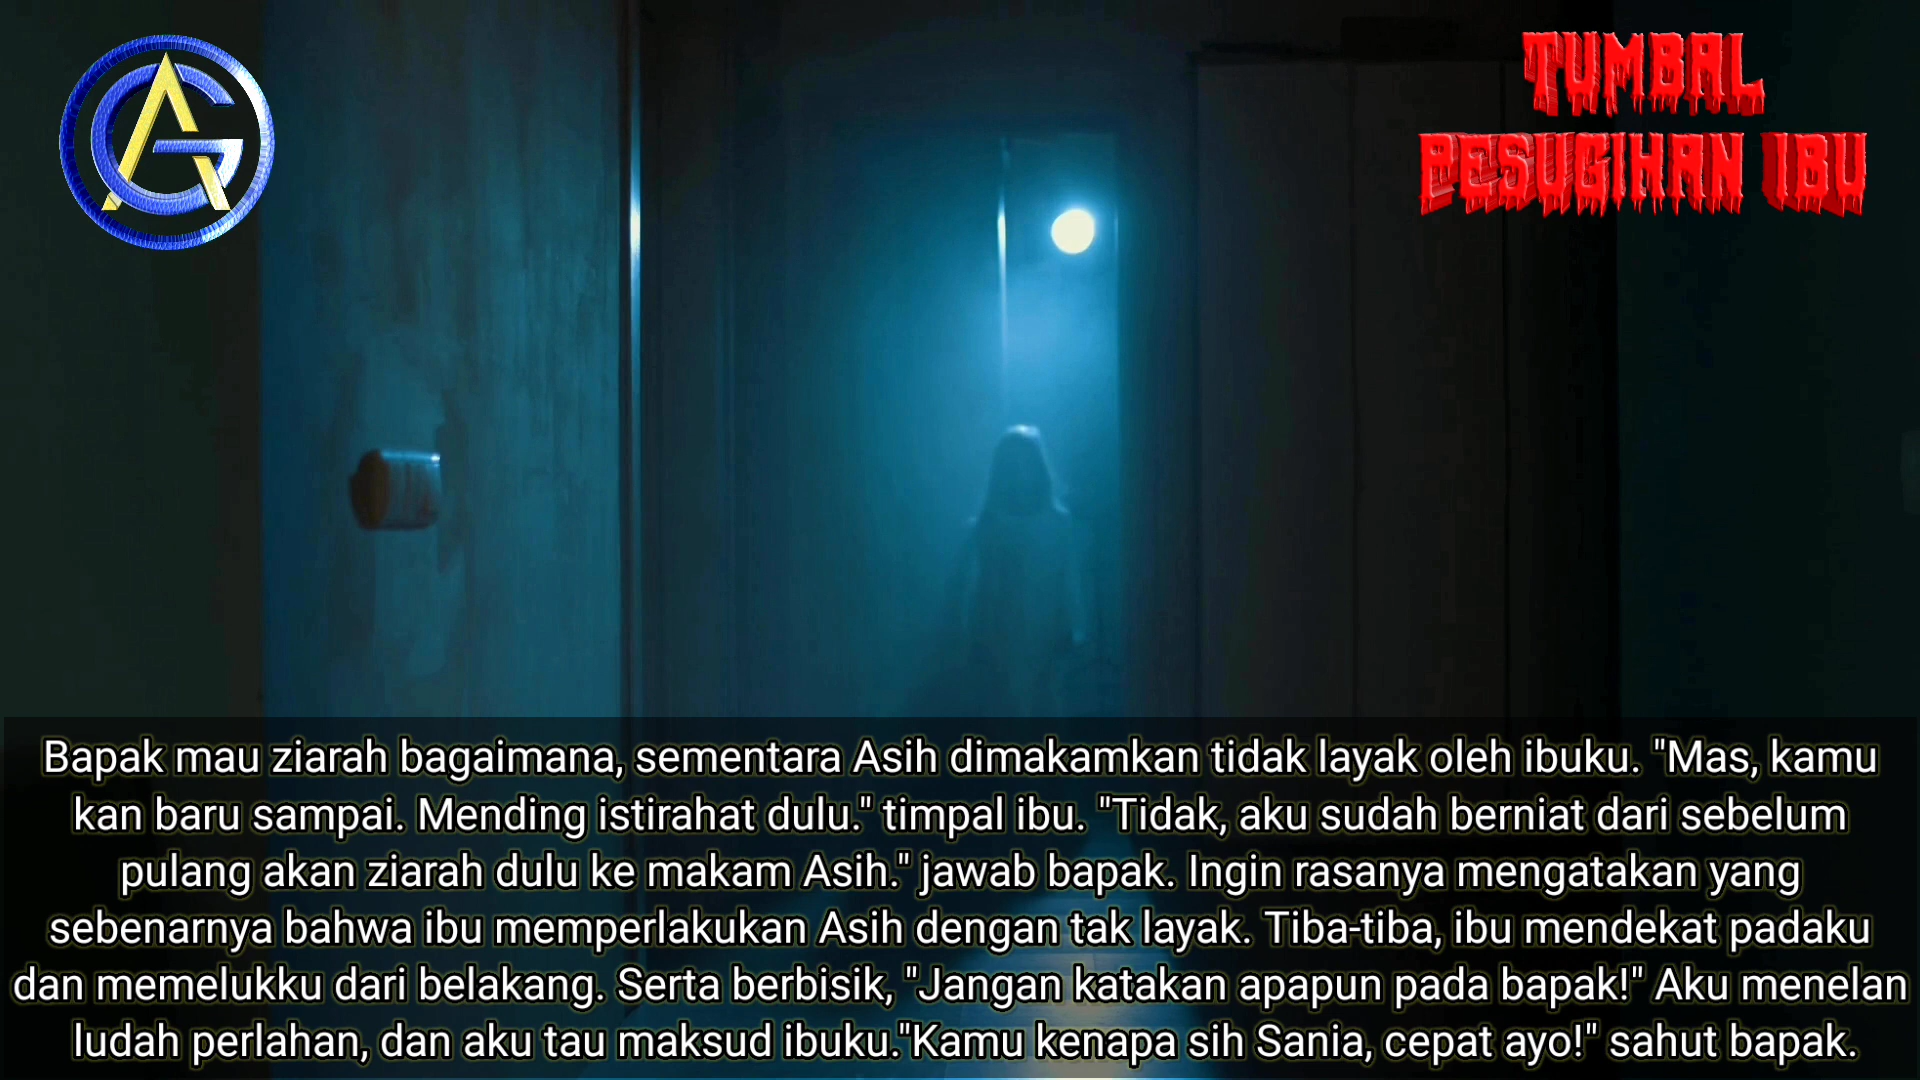 AG
TUMBAL
PESUGIHAN IBU
Bapak mau ziarah bagaimana, sementara Asih dimakamkan tidak layak oleh ibuku. "Mas, kamu
kan baru sampai. Mending istirahat dulu." timpal ibu. "Tidak, aku sudah berniat dari sebelum
pulang akan ziarah dulu ke makam Asih." jawab bapak. Ingin rasanya mengatakan yang
sebenarnya bahwa ibu memperlakukan Asih dengan tak layak. Tiba-tiba, ibu mendekat padaku
dan memelukku dari belakang. Serta berbisik, "Jangan katakan apapun pada bapak!" Aku menelan
ludah perlahan, dan aku tau maksud ibuku."Kamu kenapa sih Sania, cepat ayo!" sahut bapak.